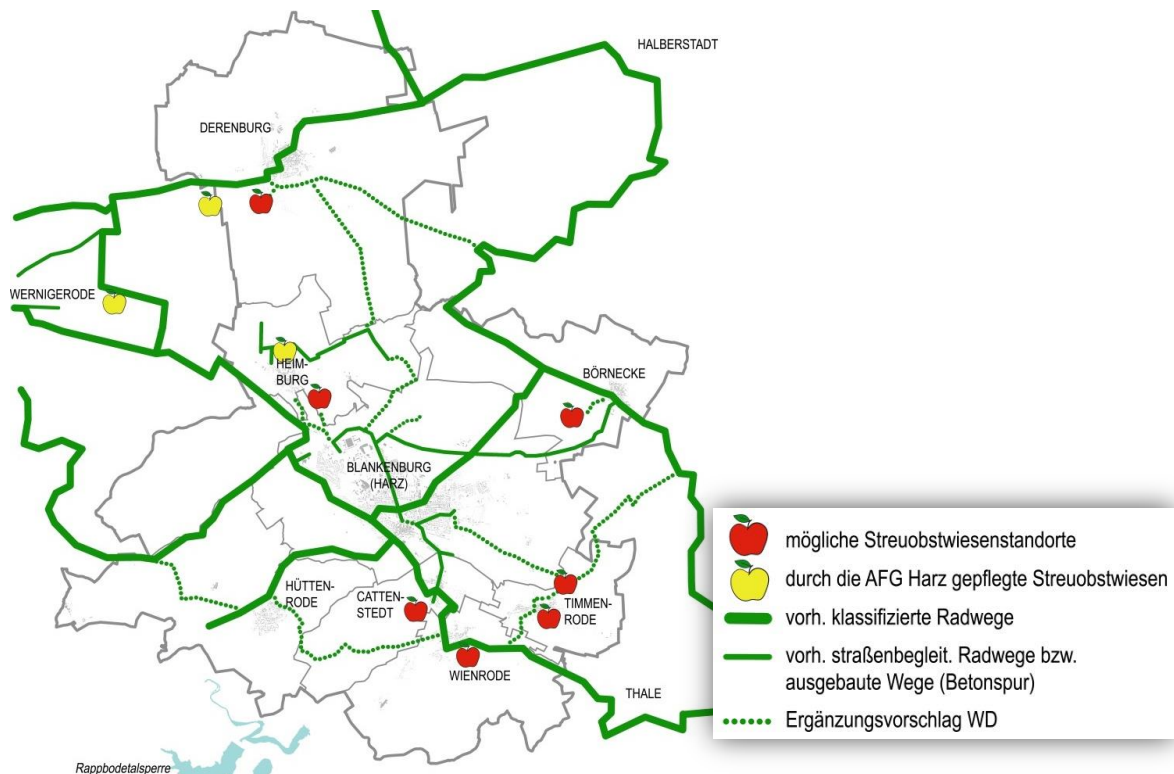 HALBERSTADT
DERENBURG
WERNIGERODE
HEIM-
BURG
BÖRNECKE
BLANKENBURG
(HARZ)
HÜTTEN-
RODE
CATTEN-
STEDT
TIMMEN-
RODE
WIENRODE
THALE
Rappbodetalsperre
mögliche Streuobstwiesenstandorte
durch die AFG Harz gepflegte Streuobstwiesen
vorh. klassifizierte Radwege
vorh. straßenbegleit. Radwege bzw.
ausgebaute Wege (Betonspur)
Ergänzungsvorschlag WD